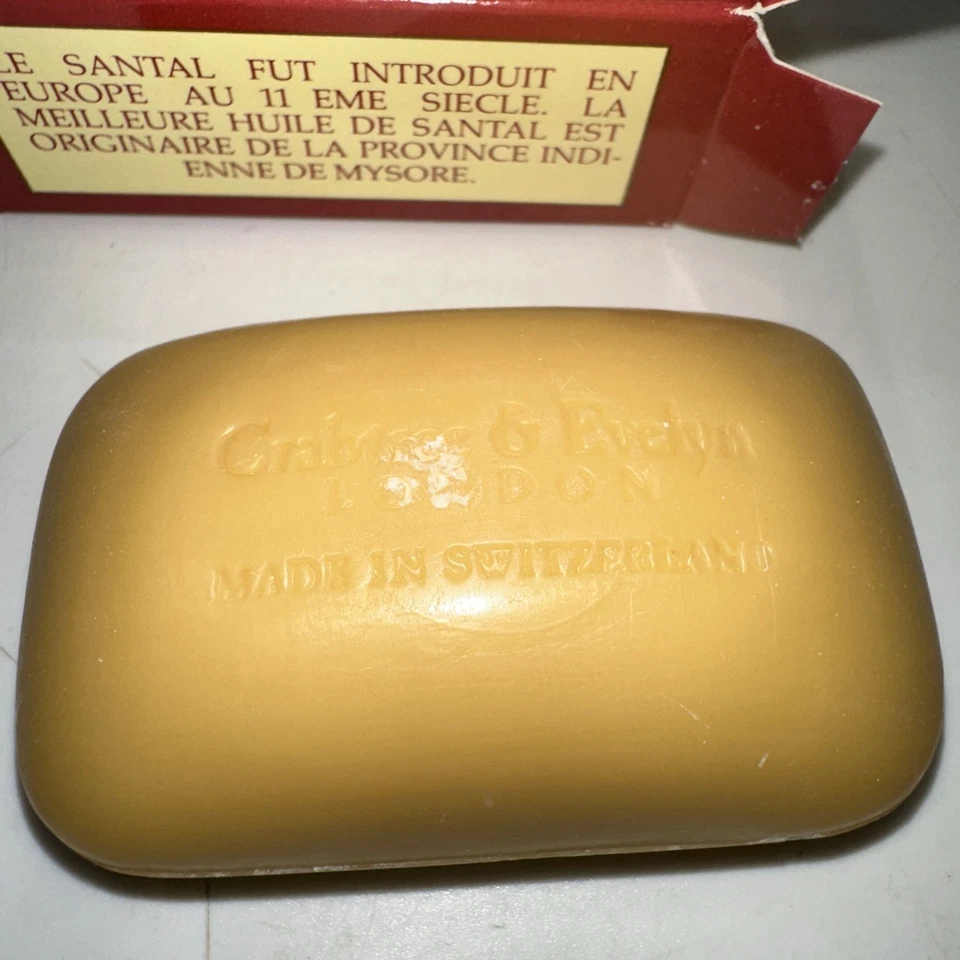 LE SANTAL FUT INTRODUIT EN
EUROPE AU 11 EME SIECLE. LA
MEILLEURE HUILE DE SANTAL EST
ORIGINAIRE DE LA PROVINCE INDI-
ENNE DE MYSORE.
Crabtree & Evelyn
LONDON
MADE IN SWITZERLAND